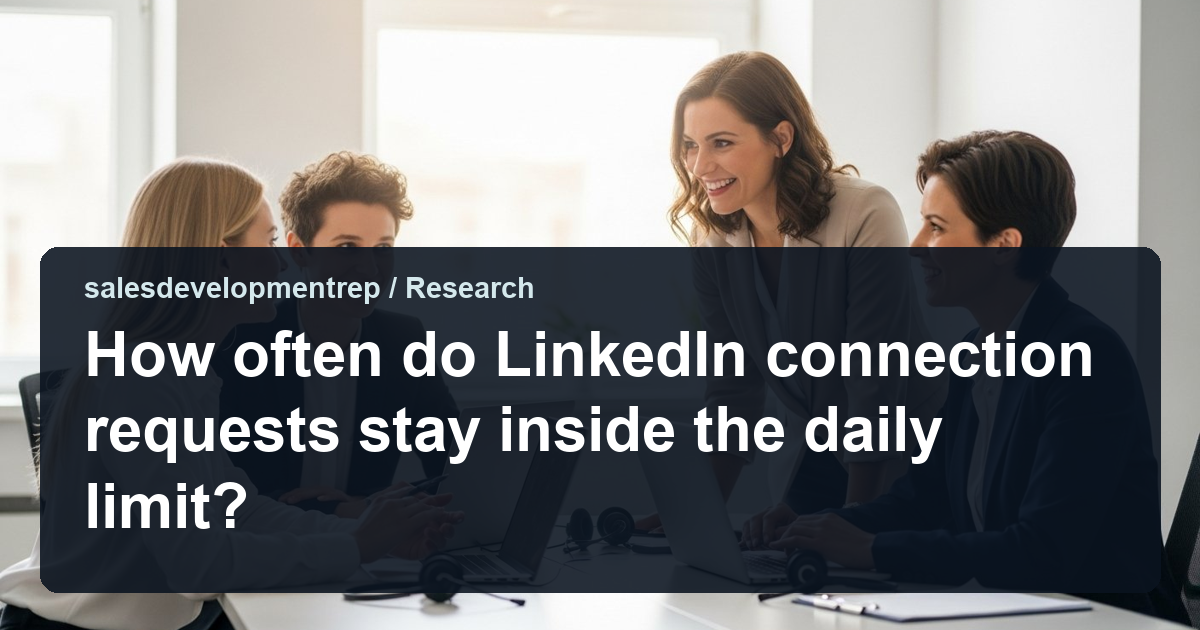 salesdevelopmentrep / Research
How often do LinkedIn connection
requests stay inside the daily
limit?